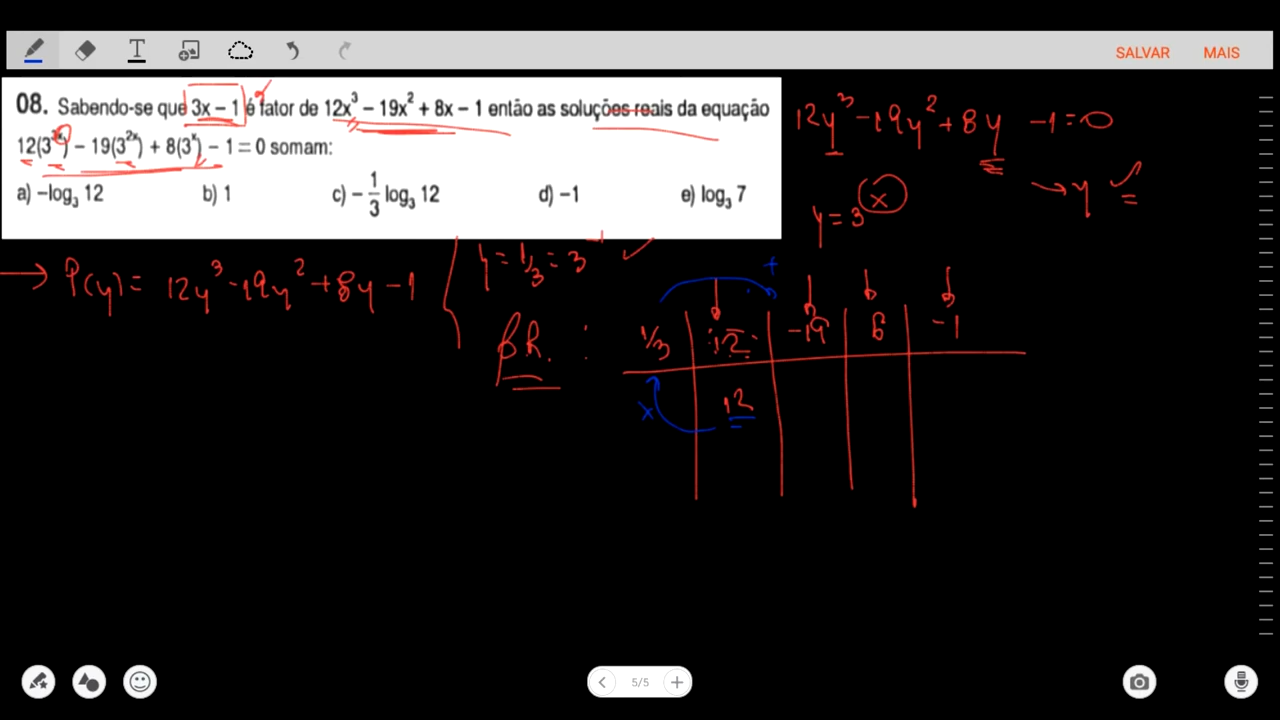 T
SALVAR MAIS
08. Sabendo-se que 3x – 1 é fator de 12x³ – 19x² + 8x – 1 então as soluções reais da equação
12(3³ˣ) – 19(3²ˣ) + 8(3ˣ) – 1 = 0 somam:
a) –log₃ 12 b) 1 c) –1/3 log₃ 12 d) –1 e) log₃ 7
12y³ - 19y² + 8y - 1 = 0
→ y
y = 3ˣ
→ P(y) = 12y³ - 19y² + 8y - 1
y = 1/3 = 3⁻¹
B.R. :
+
1/3 12 -19 8 -1
x 12
5/5